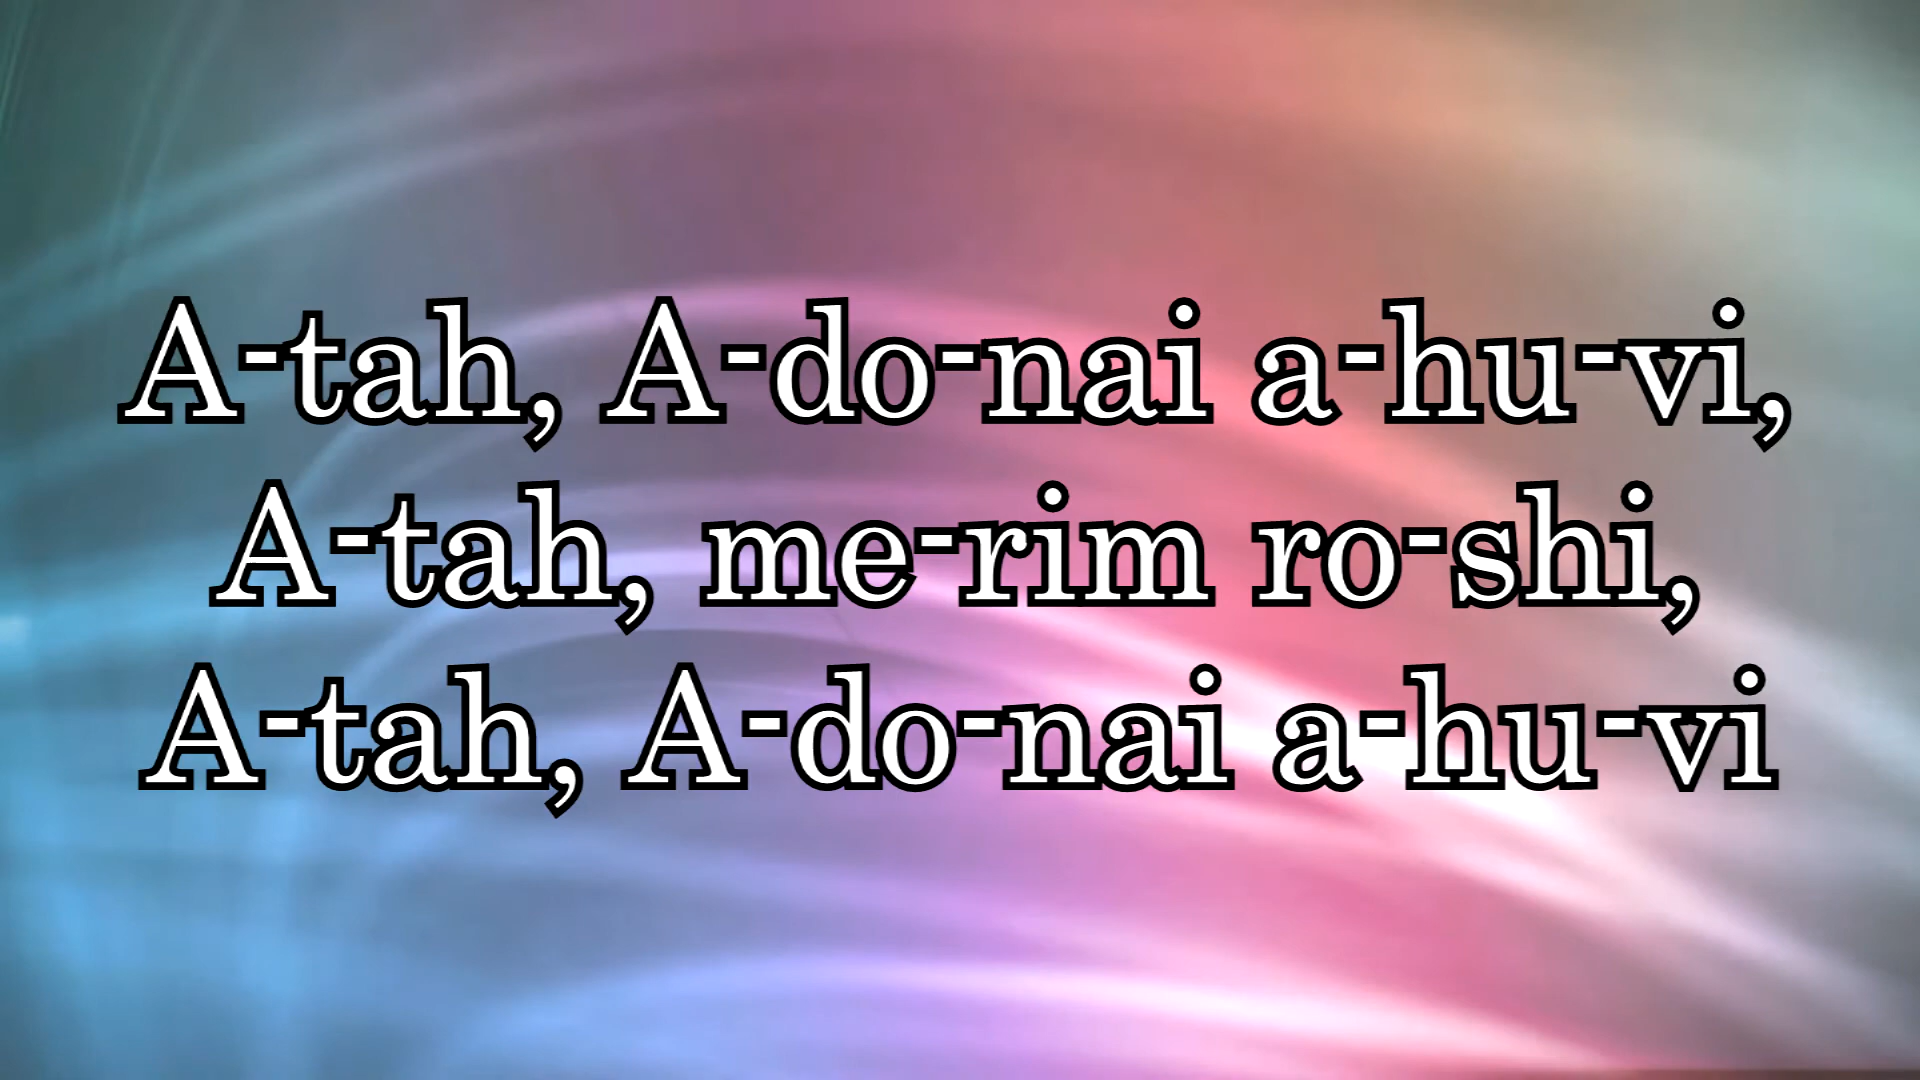 A-tah, A-do-nai a-hu-vi,
A-tah, me-rim ro-shi,
A-tah, A-do-nai a-hu-vi